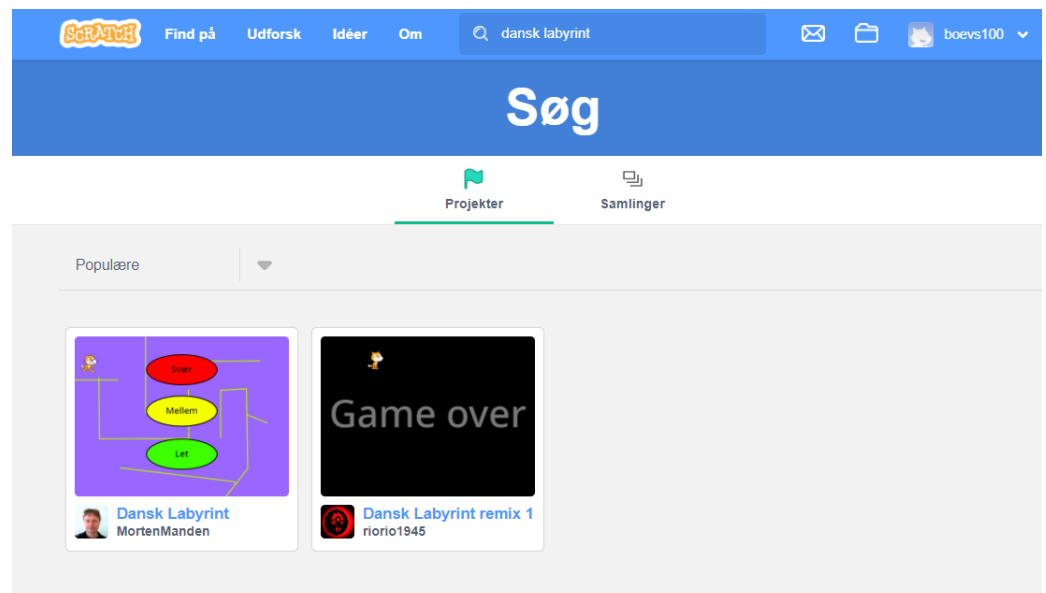 SCRATCH Find på Udforsk Idéer Om dansk labyrint boevs100
Søg
Projekter Samlinger
Populære
Svær
Mellem
Let
Game over
Dansk Labyrint
MortenManden
Dansk Labyrint remix 1
riorio1945